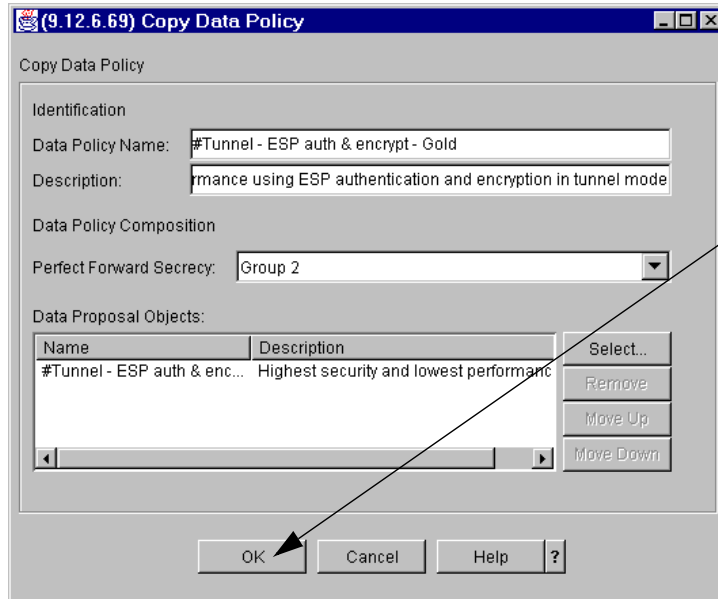 (9.12.6.69) Copy Data Policy
Copy Data Policy
Identification
Data Policy Name: #Tunnel - ESP auth & encrypt - Gold
Description: rmance using ESP authentication and encryption in tunnel mode
Data Policy Composition
Perfect Forward Secrecy: Group 2
Data Proposal Objects:
Name Description Select...
#Tunnel - ESP auth & enc... Highest security and lowest performanc
Remove
Move Up
Move Down
OK Cancel Help ?